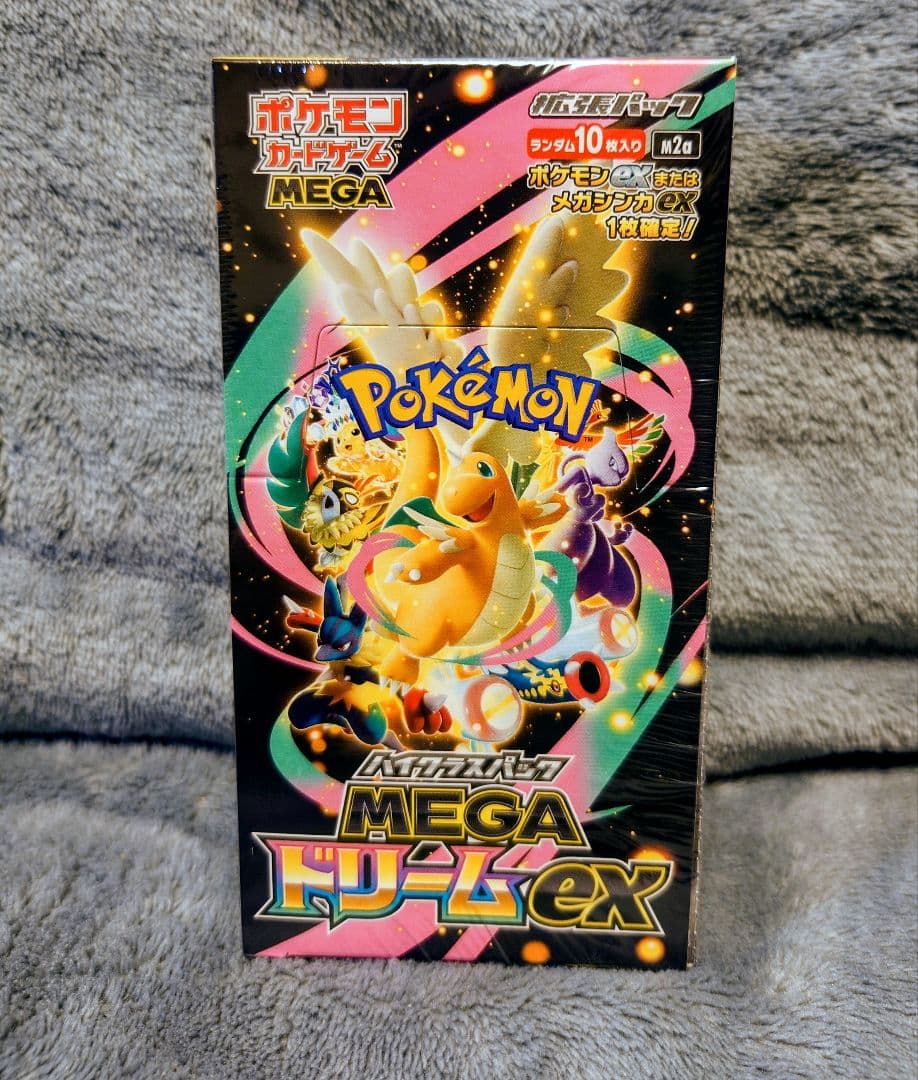 ポケモン
カードゲーム™
MEGA
拡張パック
ランダム10枚入り
M2a
ポケモンexまたは
メガシンカex
1枚確定!
POKéMON™
ハイクラスパック
MEGA
ドリームex